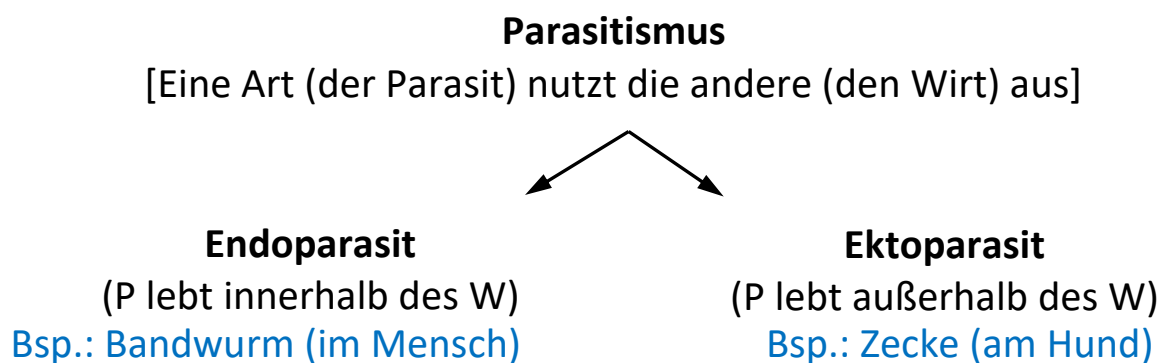 Parasitismus
[Eine Art (der Parasit) nutzt die andere (den Wirt) aus]
Endoparasit
(P lebt innerhalb des W)
Bsp.: Bandwurm (im Mensch)
Ektoparasit
(P lebt außerhalb des W)
Bsp.: Zecke (am Hund)